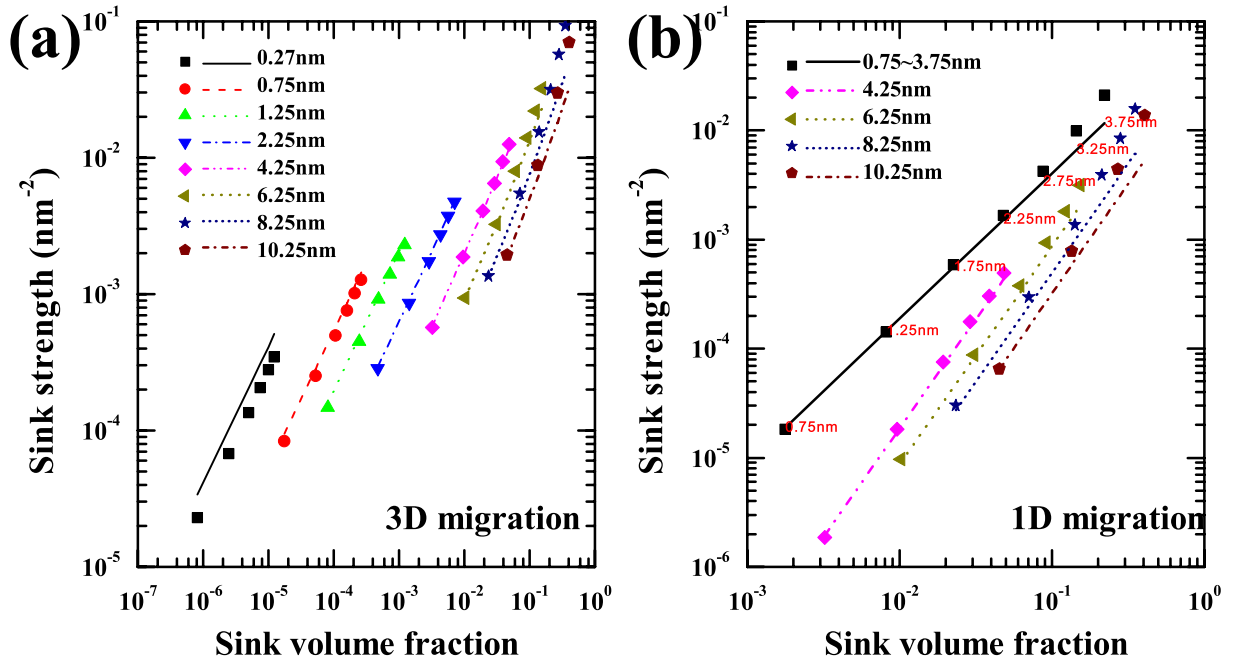 (a)
10^-1
10^-2
10^-3
10^-4
10^-5
Sink strength (nm^-2)
0.27nm
0.75nm
1.25nm
2.25nm
4.25nm
6.25nm
8.25nm
10.25nm
3D migration
10^-7 10^-6 10^-5 10^-4 10^-3 10^-2 10^-1 10^0
Sink volume fraction
(b)
10^-1
10^-2
10^-3
10^-4
10^-5
10^-6
Sink strength (nm^-2)
0.75~3.75nm
4.25nm
6.25nm
8.25nm
10.25nm
3.75nm
3.25nm
2.75nm
2.25nm
1.75nm
1.25nm
0.75nm
1D migration
10^-3 10^-2 10^-1 10^0
Sink volume fraction